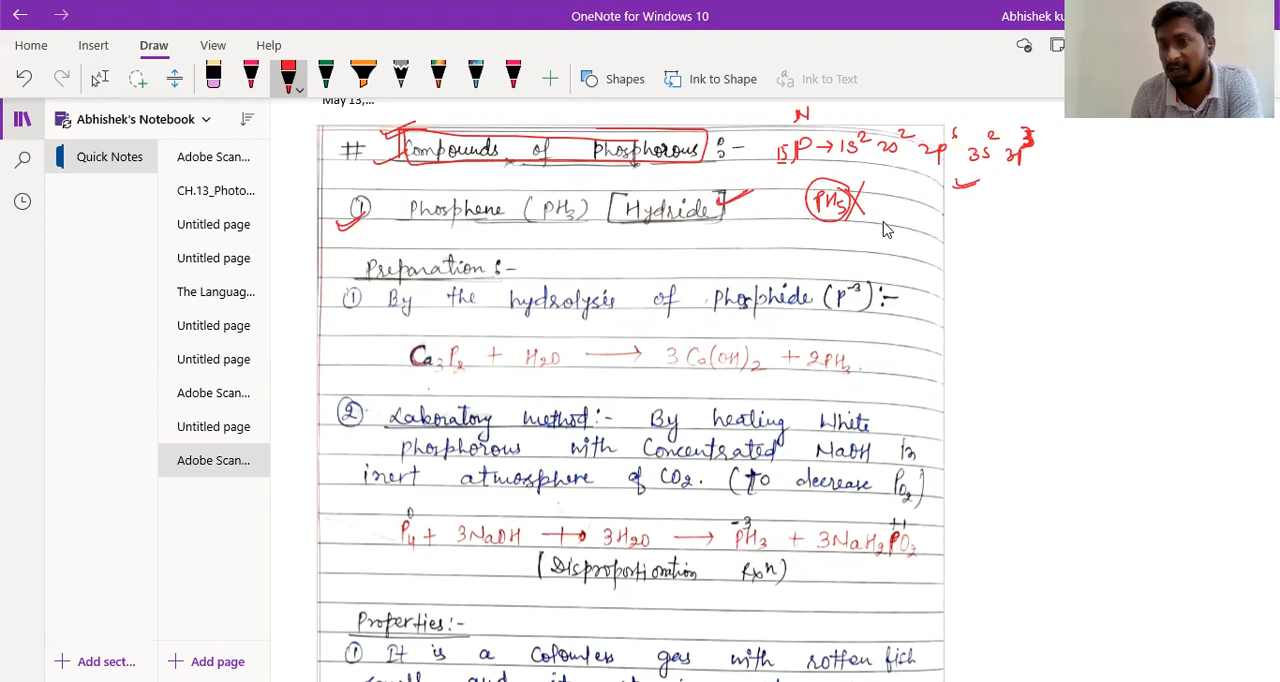 OneNote for Windows 10
Abhishek ku
Home Insert Draw View Help
Shapes Ink to Shape Ink to Text
May 13,...
Abhishek's Notebook
Quick Notes
Adobe Scan...
CH.13_Photo...
Untitled page
Untitled page
The Languag...
Untitled page
Untitled page
Adobe Scan...
Untitled page
Adobe Scan...
Add sect... Add page
N
# Compounds of Phosphorous :- 15P → 1s² 2s² 2p⁶ 3s² 3p³
① Phosphene (PH₃) [Hydride] PH₅ X
Preparation :-
① By the hydrolysis of phosphide (P⁻³) :-
Ca₃P₂ + H₂O → 3Ca(OH)₂ + 2PH₃.
② Laboratory method :- By heating White
phosphorous with Concentrated NaOH in
inert atmosphere of CO₂. (To decrease PO₂)
0 -3 +1
P₄ + 3NaOH + 3H₂O → PH₃ + 3NaH₂PO₂
(Disproportionation Rxⁿ)
Properties :-
① It is a Colourless gas with rotten fish